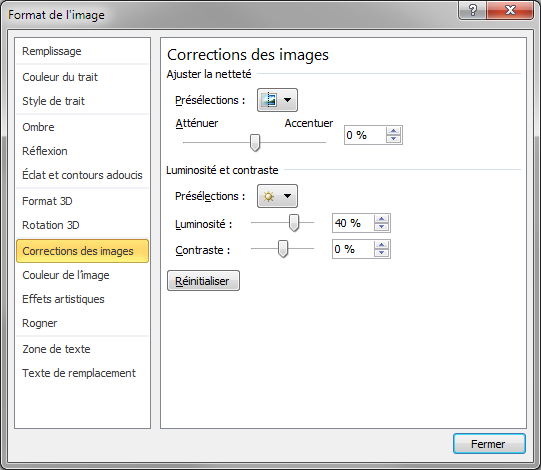 Format de l'image
Remplissage
Couleur du trait
Style de trait
Ombre
Réflexion
Éclat et contours adoucis
Format 3D
Rotation 3D
Corrections des images
Couleur de l'image
Effets artistiques
Rogner
Zone de texte
Texte de remplacement
Corrections des images
Ajuster la netteté
Présélections :
Atténuer Accentuer
0 %
Luminosité et contraste
Présélections :
Luminosité : 40 %
Contraste : 0 %
Réinitialiser
Fermer